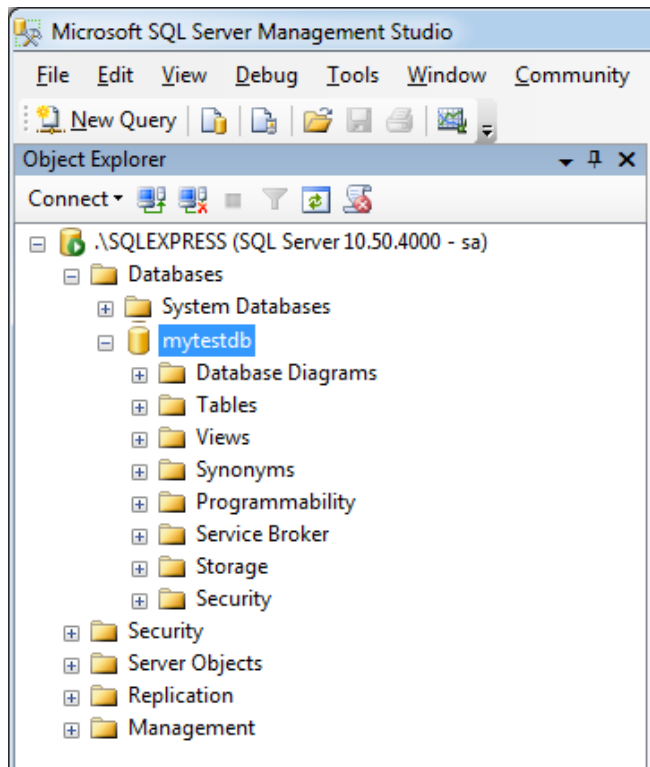 Microsoft SQL Server Management Studio
File Edit View Debug Tools Window Community
New Query
Object Explorer
Connect
.\SQLEXPRESS (SQL Server 10.50.4000 - sa)
Databases
System Databases
mytestdb
Database Diagrams
Tables
Views
Synonyms
Programmability
Service Broker
Storage
Security
Security
Server Objects
Replication
Management